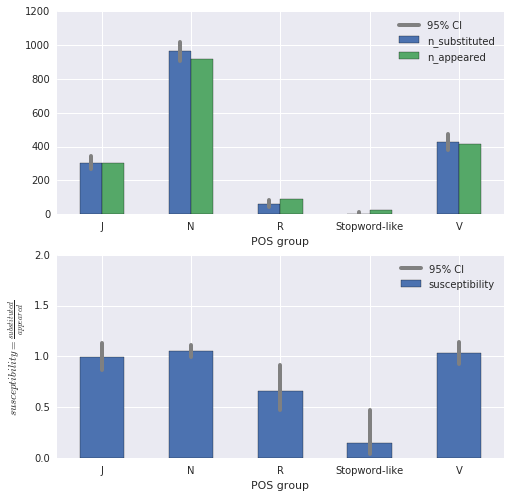 1200
1000
800
600
400
200
0
95% CI
n_substituted
n_appeared
J N R Stopword-like V
POS group
2.0
1.5
1.0
0.5
0.0
susceptibility = substituted/appeared
95% CI
susceptibility
J N R Stopword-like V
POS group